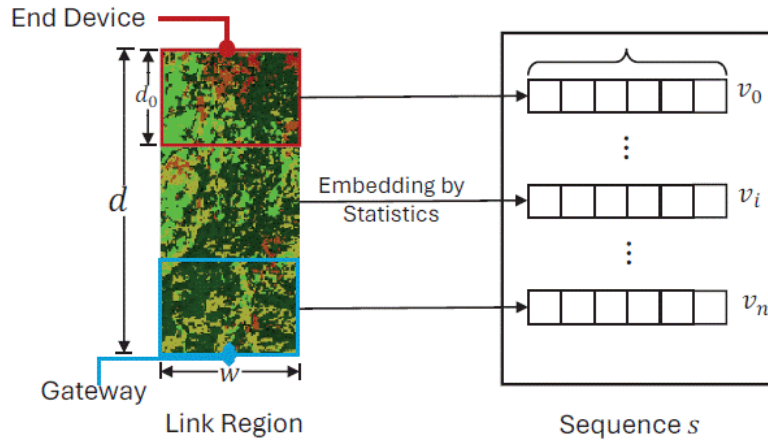 End Device
d₀
v₀
⋮
d
Embedding by
Statistics
vᵢ
⋮
vₙ
w
Gateway
Link Region
Sequence s